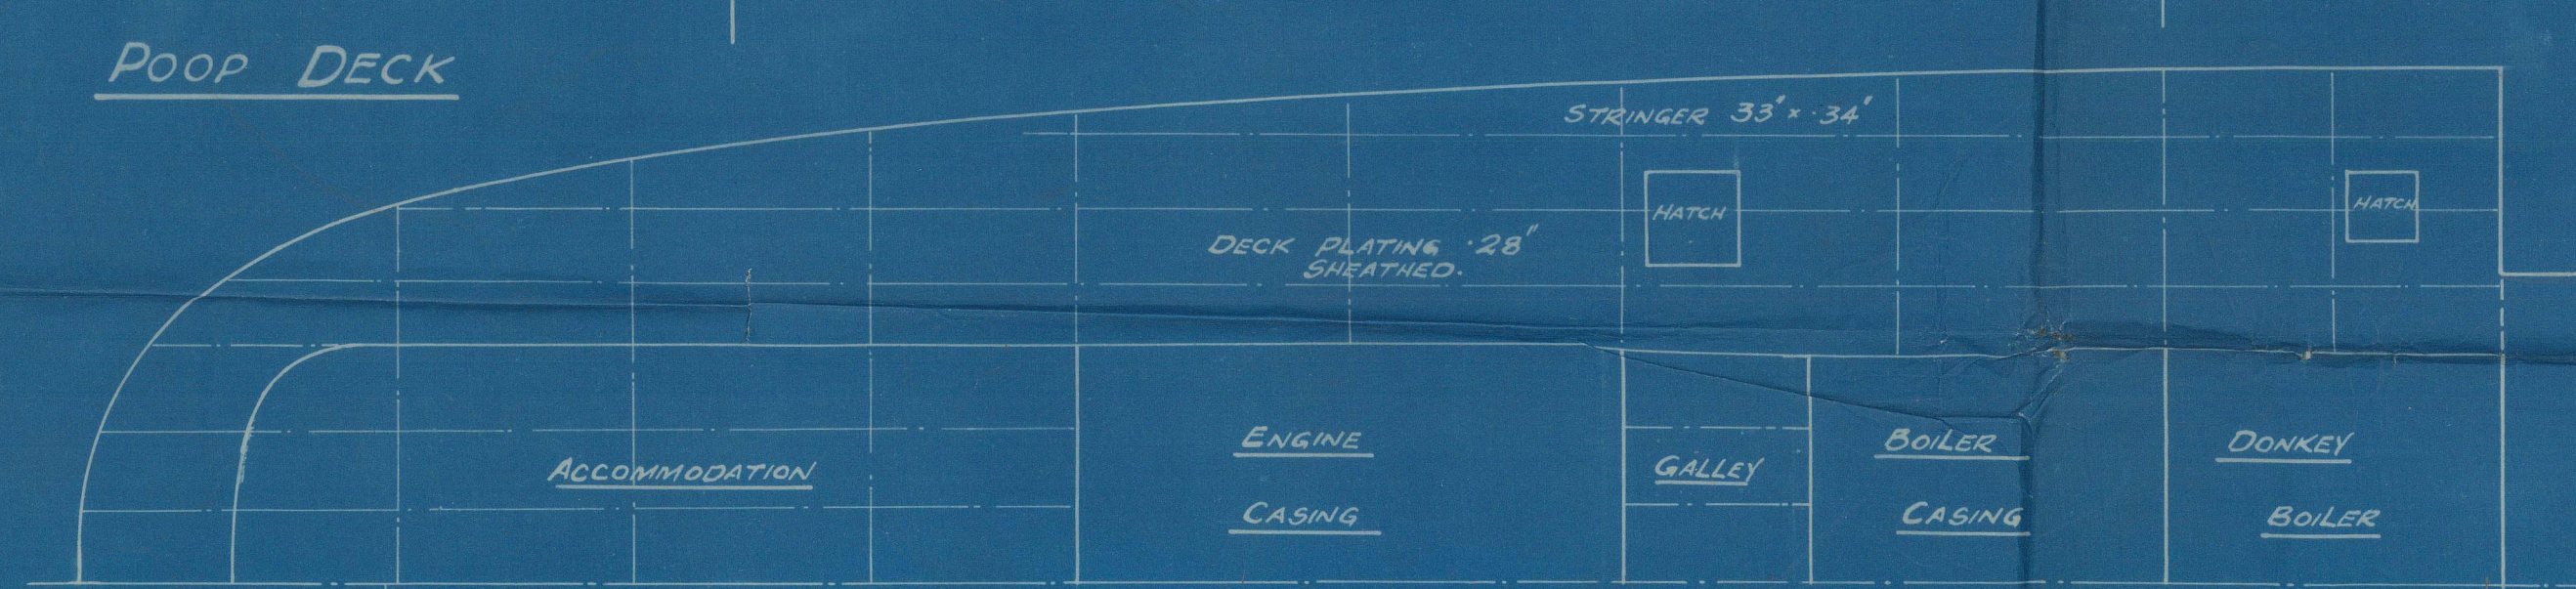 POOP DECK
STRINGER 33" × ·34"
HATCH
HATCH
DECK PLATING ·28"
SHEATHED.
ACCOMMODATION
ENGINE
CASING
GALLEY
BOILER
CASING
DONKEY
BOILER